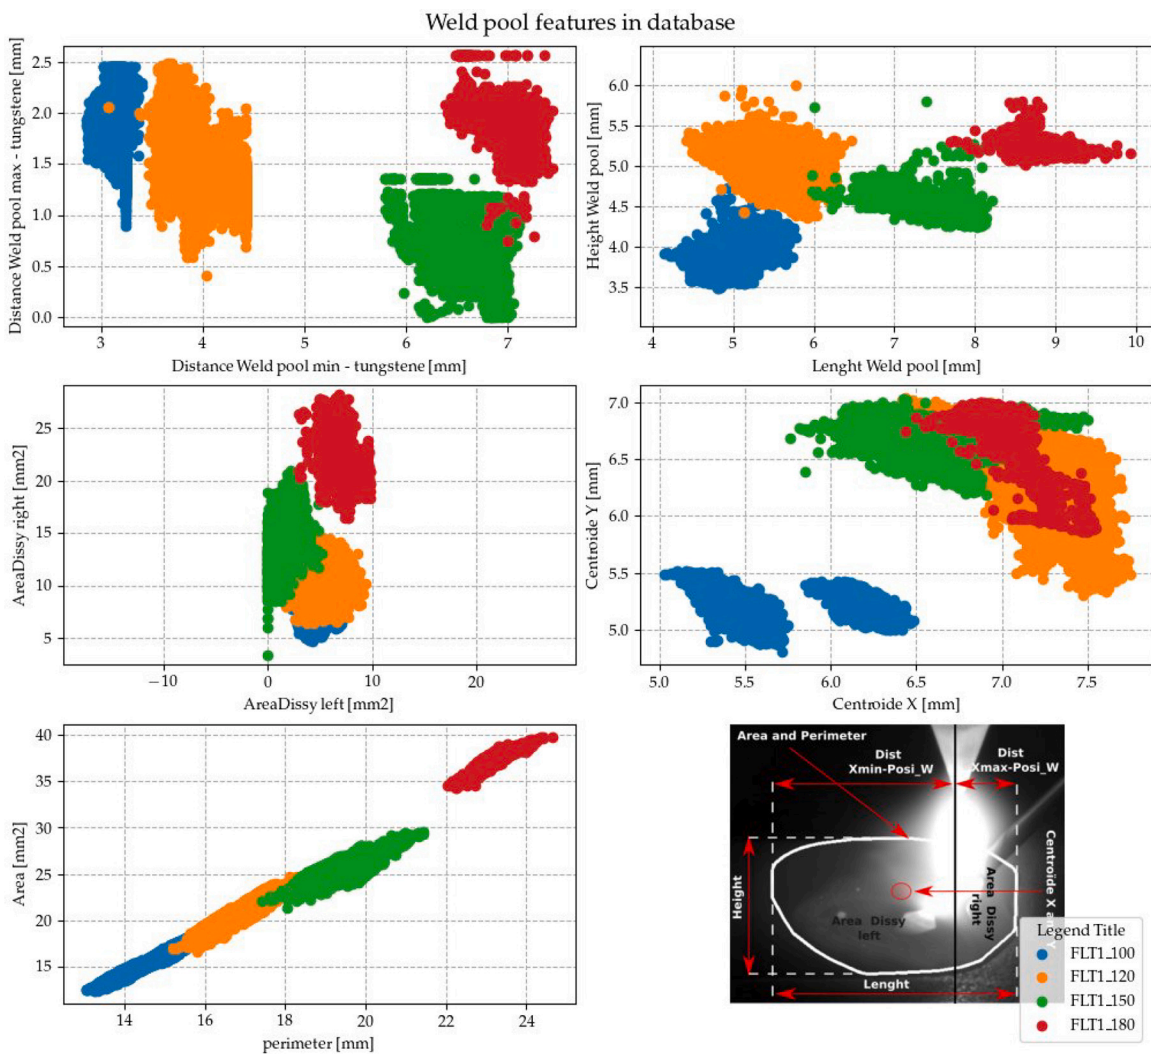 Weld pool features in database
Distance Weld pool max - tungstene [mm]
2.5
2.0
1.5
1.0
0.5
0.0
3 4 5 6 7
Distance Weld pool min - tungstene [mm]
Height Weld pool [mm]
6.0
5.5
5.0
4.5
4.0
3.5
4 5 6 7 8 9 10
Lenght Weld pool [mm]
AreaDissy right [mm2]
25
20
15
10
5
−10 0 10 20
AreaDissy left [mm2]
Centroide Y [mm]
7.0
6.5
6.0
5.5
5.0
5.0 5.5 6.0 6.5 7.0 7.5
Centroide X [mm]
Area [mm2]
40
35
30
25
20
15
14 16 18 20 22 24
perimeter [mm]
Area and Perimeter
Dist
Xmin-Posi_W
Dist
Xmax-Posi_W
Height
Area Dissy
left
Area Dissy
right
Centroïde X a
Y
Lenght
Legend Title
FLT1_100
FLT1_120
FLT1_150
FLT1_180